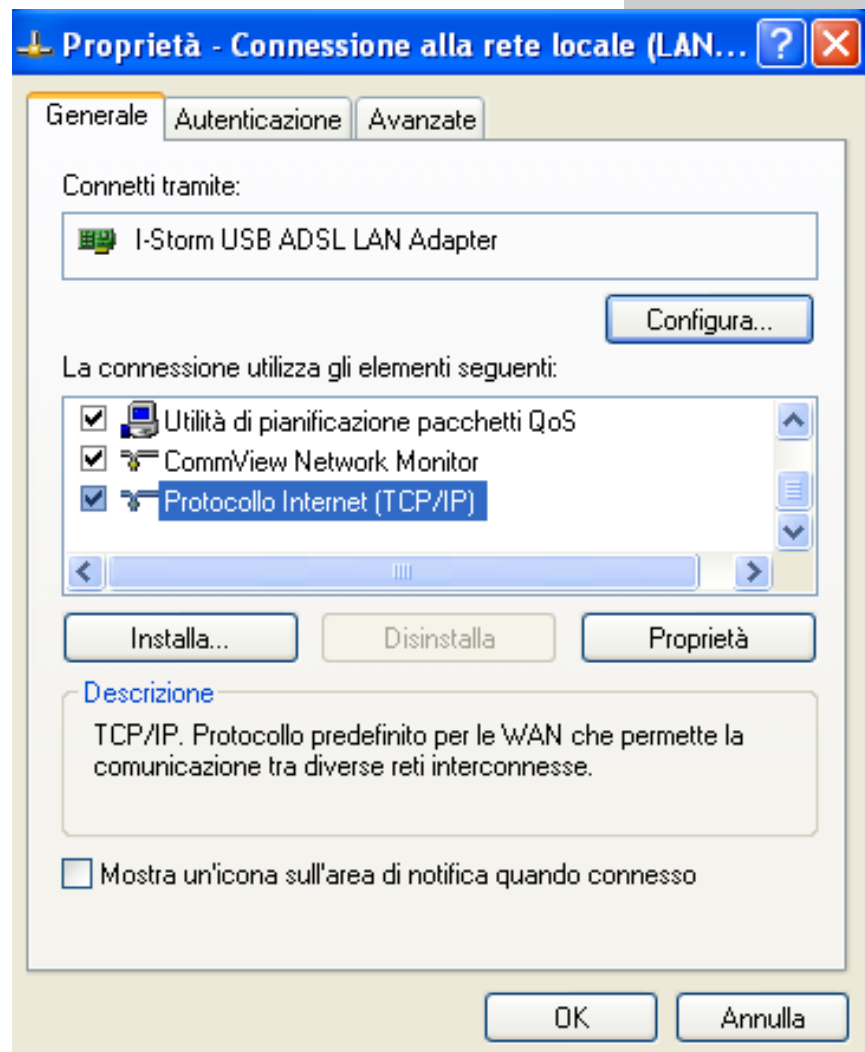 Proprietà - Connessione alla rete locale (LAN...
Generale
Autenticazione
Avanzate
Connetti tramite:
I-Storm USB ADSL LAN Adapter
Configura...
La connessione utilizza gli elementi seguenti:
Utilità di pianificazione pacchetti QoS
CommView Network Monitor
Protocollo Internet (TCP/IP)
Installa...
Disinstalla
Proprietà
Descrizione
TCP/IP. Protocollo predefinito per le WAN che permette la
comunicazione tra diverse reti interconnesse.
Mostra un'icona sull'area di notifica quando connesso
OK
Annulla